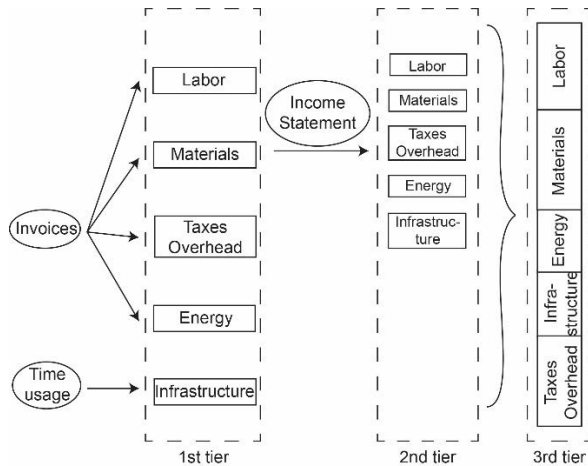 Invoices
Time
usage
Labor
Materials
Taxes
Overhead
Energy
Infrastructure
1st tier
Income
Statement
Labor
Materials
Taxes
Overhead
Energy
Infrastruc-
ture
2nd tier
Labor
Materials
Energy
Infra-
structure
Taxes
Overhead
3rd tier